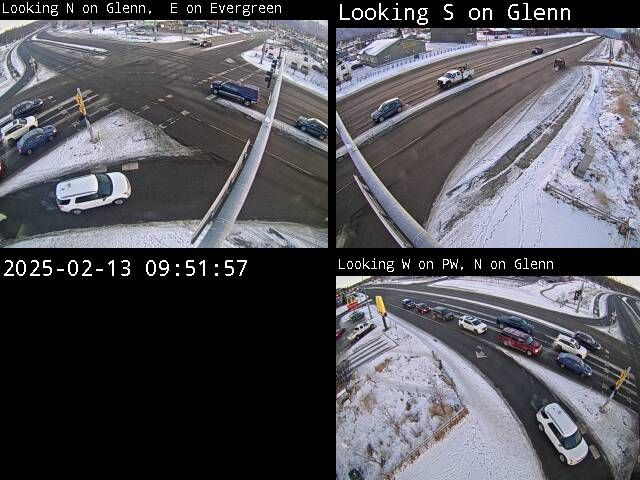 Looking N on Glenn,  E on Evergreen
Looking S on Glenn
2025-02-13 09:51:57
Looking W on PW, N on Glenn